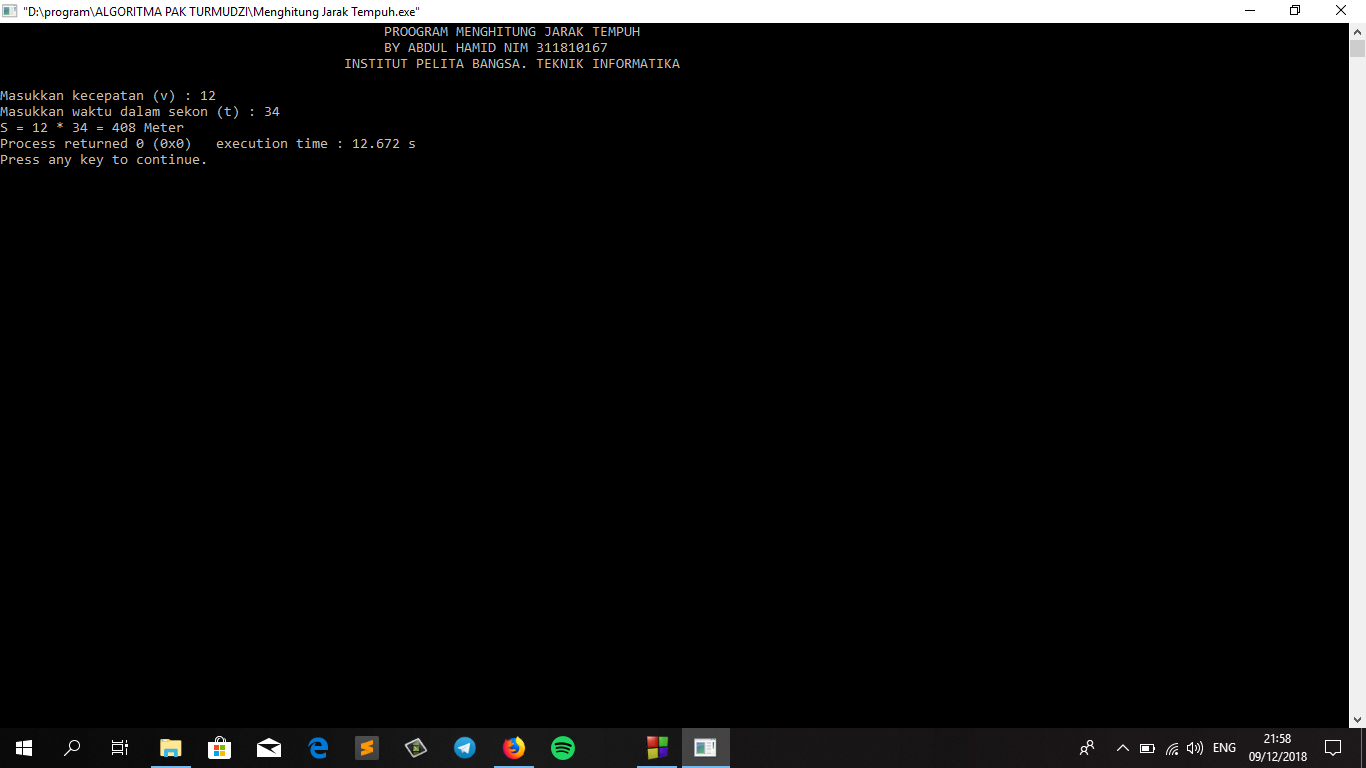 "D:\program\ALGORITMA PAK TURMUDZI\Menghitung Jarak Tempuh.exe"
PROOGRAM MENGHITUNG JARAK TEMPUH
BY ABDUL HAMID NIM 311810167
INSTITUT PELITA BANGSA. TEKNIK INFORMATIKA
Masukkan kecepatan (v) : 12
Masukkan waktu dalam sekon (t) : 34
S = 12 * 34 = 408 Meter
Process returned 0 (0x0)   execution time : 12.672 s
Press any key to continue.
ENG
21:58
09/12/2018